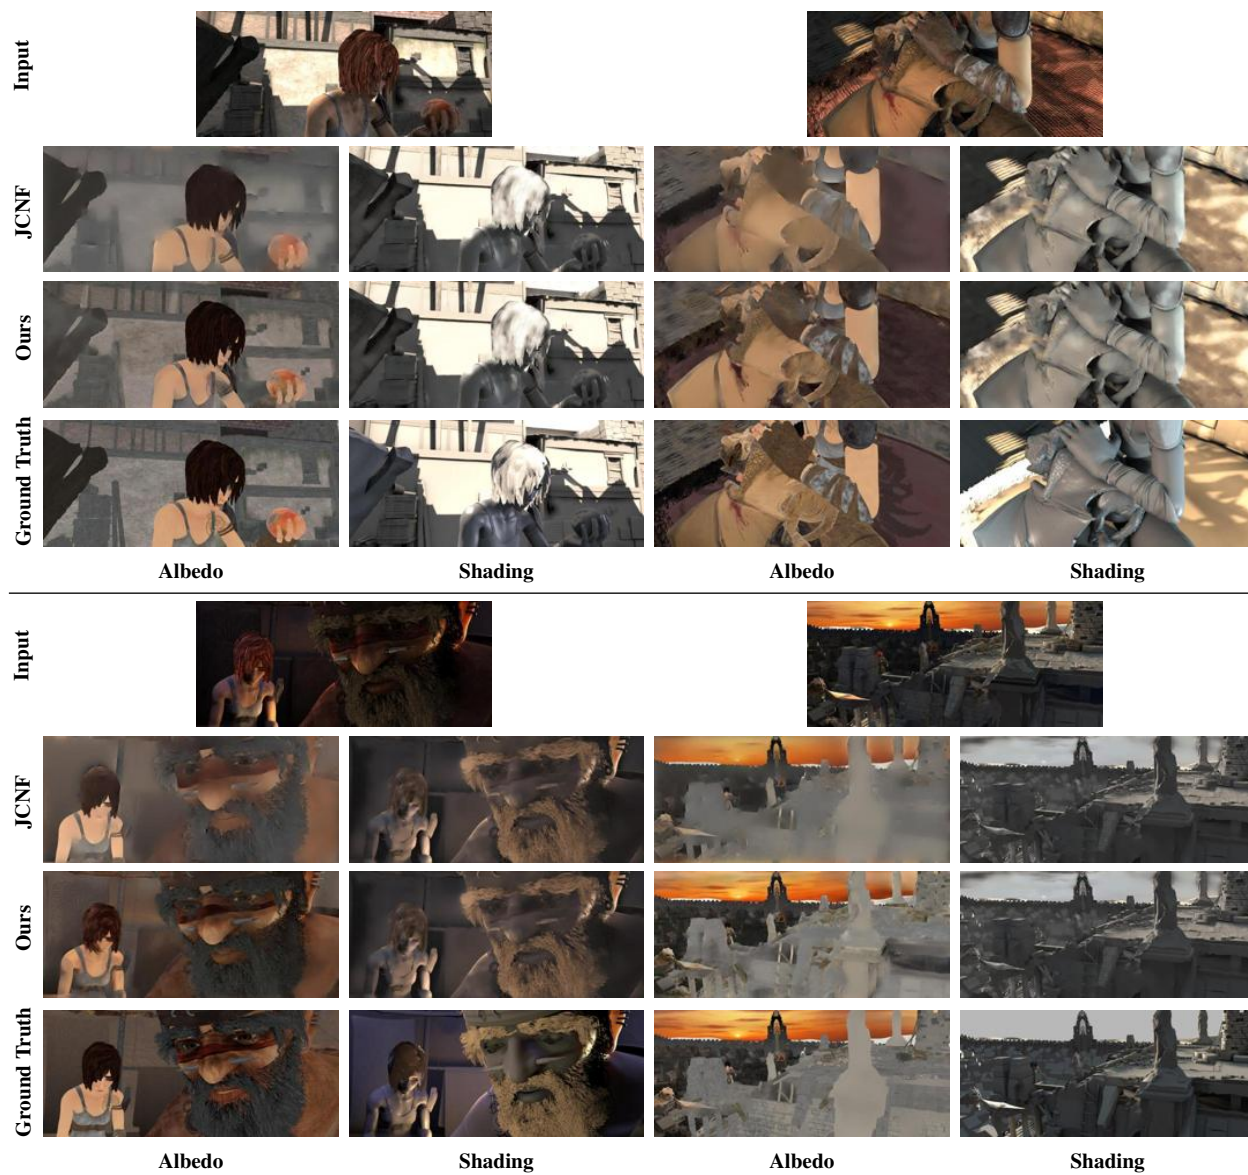 Input
JCNF
Ours
Ground Truth
Albedo Shading Albedo Shading
Input
JCNF
Ours
Ground Truth
Albedo Shading Albedo Shading